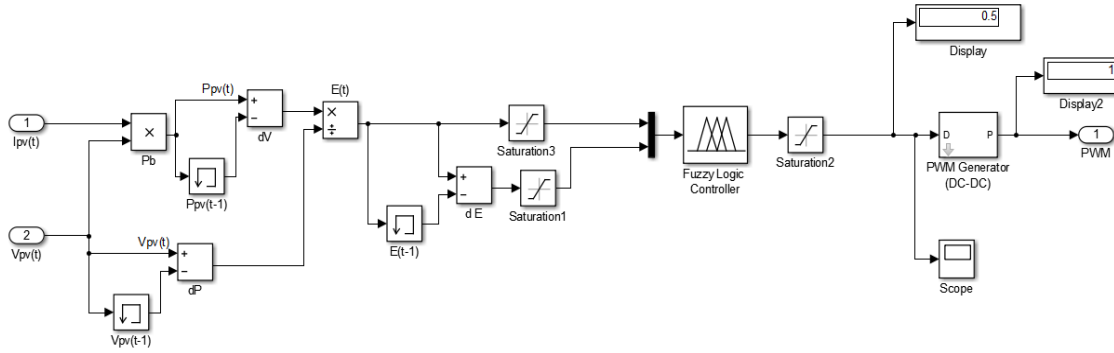 0.5
Display
1
Display2
Ppv(t)
+
−
dV
E(t)
×
÷
1
Ipv(t)
×
Pb
Ppv(t-1)
Saturation3
Fuzzy Logic
Controller
Saturation2
D
P
PWM Generator
(DC-DC)
1
PWM
+
−
d E
Saturation1
E(t-1)
2
Vpv(t)
Vpv(t)
+
−
dP
Vpv(t-1)
Scope